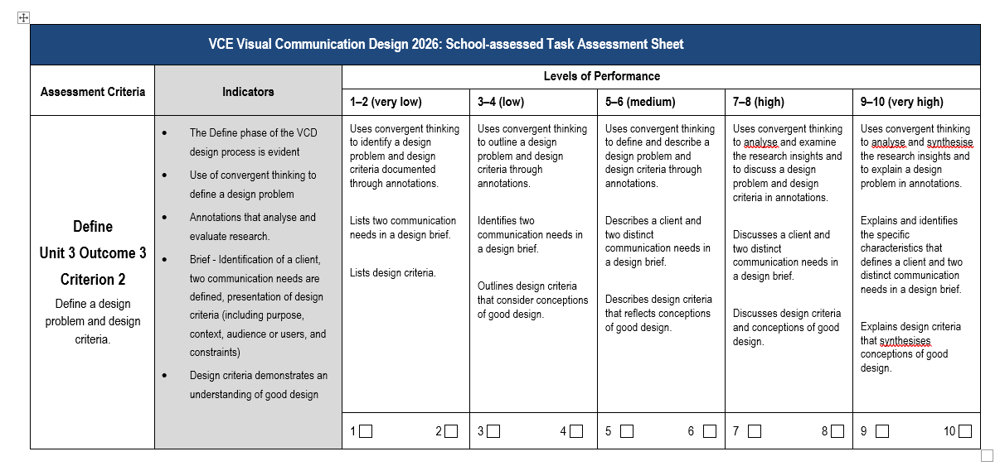 VCE Visual Communication Design 2026: School-assessed Task Assessment Sheet
Assessment Criteria
Indicators
Levels of Performance
1–2 (very low)
3–4 (low)
5–6 (medium)
7–8 (high)
9–10 (very high)
Define
Unit 3 Outcome 3
Criterion 2
Define a design
problem and design
criteria.
• The Define phase of the VCD
design process is evident
• Use of convergent thinking to
define a design problem
• Annotations that analyse and
evaluate research.
• Brief - Identification of a client,
two communication needs are
defined, presentation of design
criteria (including purpose,
context, audience or users, and
constraints)
• Design criteria demonstrates an
understanding of good design
Uses convergent thinking
to identify a design
problem and design
criteria documented
through annotations.
Lists two communication
needs in a design brief.
Lists design criteria.
Uses convergent thinking
to outline a design
problem and design
criteria through
annotations.
Identifies two
communication needs in
a design brief.
Outlines design criteria
that consider conceptions
of good design.
Uses convergent thinking
to define and describe a
design problem and
design criteria through
annotations.
Describes a client and
two distinct
communication needs in
a design brief.
Describes design criteria
that reflects conceptions
of good design.
Uses convergent thinking
to analyse and examine
the research insights and
to discuss a design
problem and design
criteria in annotations.
Discusses a client and
two distinct
communication needs in
a design brief.
Discusses design criteria
and conceptions of good
design.
Uses convergent thinking
to analyse and synthesise
the research insights and
to explain a design
problem in annotations.
Explains and identifies
the specific
characteristics that
defines a client and two
distinct communication
needs in a design brief.
Explains design criteria
that synthesises
conceptions of good
design.
1 2 3 4 5 6 7 8 9 10